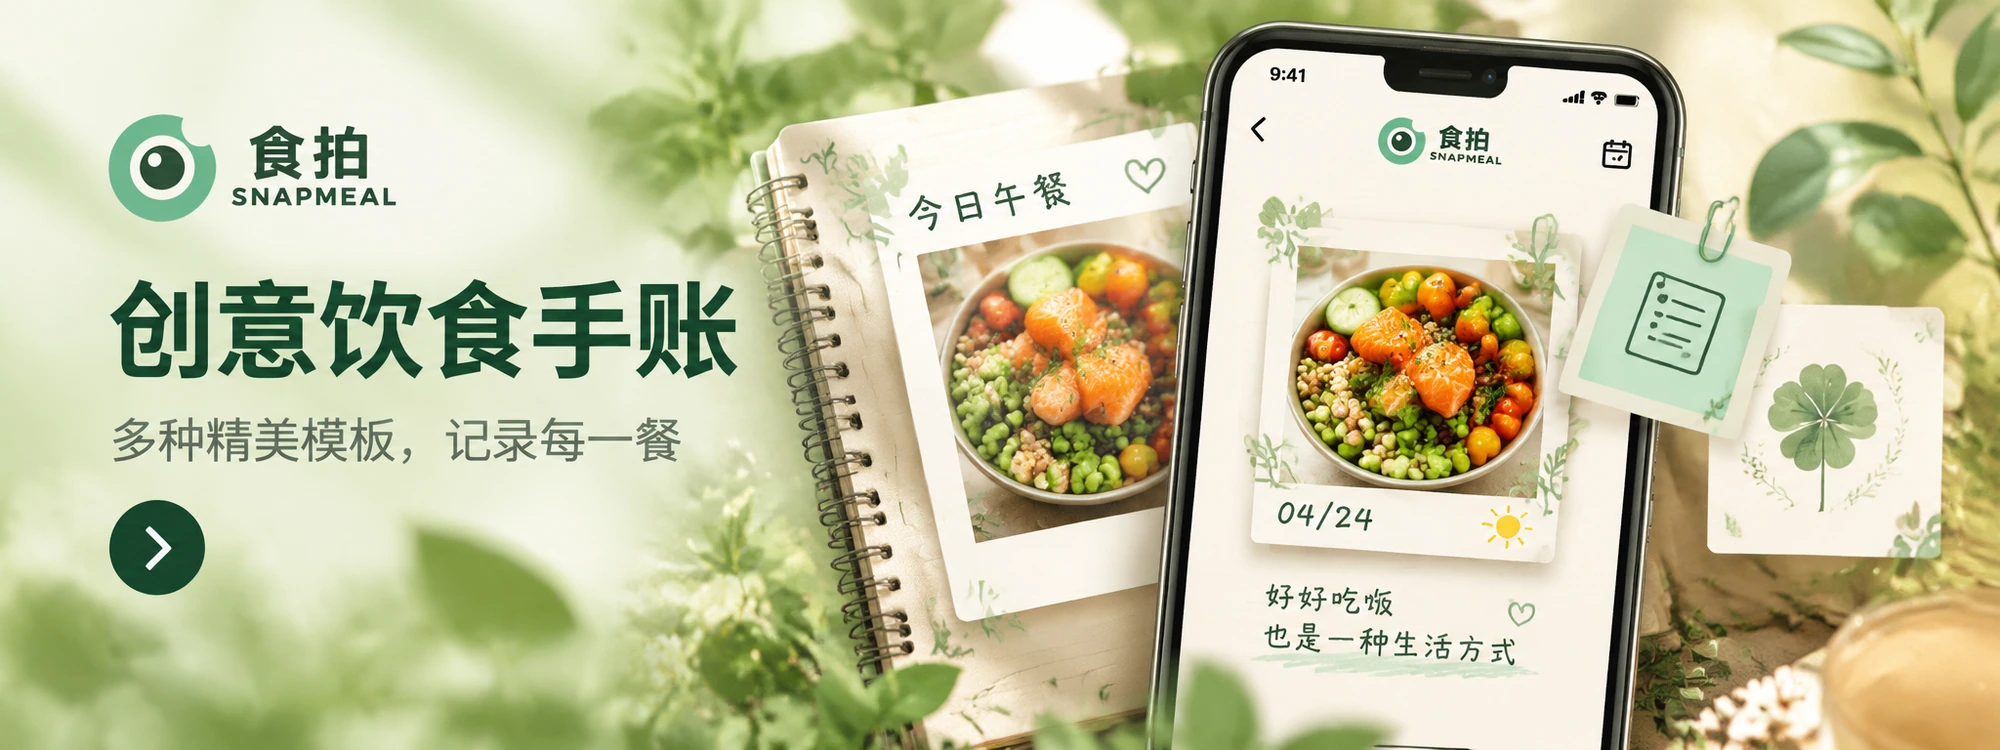 食拍
SNAPMEAL
创意饮食手账
多种精美模板，记录每一餐
今日午餐
9:41
食拍
SNAPMEAL
04/24
好好吃饭
也是一种生活方式